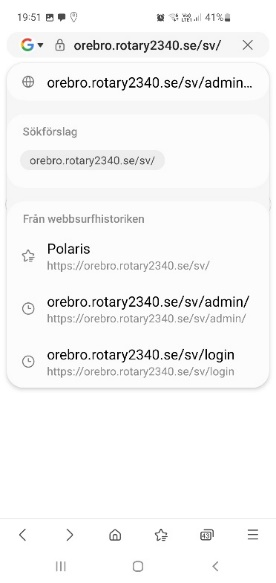 19:51 41%
orebro.rotary2340.se/sv/
orebro.rotary2340.se/sv/admin...
Sökförslag
orebro.rotary2340.se/sv/
Från webbsurfhistoriken
Polaris
https://orebro.rotary2340.se/sv/
orebro.rotary2340.se/sv/admin/
https://orebro.rotary2340.se/sv/admin/
orebro.rotary2340.se/sv/login
https://orebro.rotary2340.se/sv/login